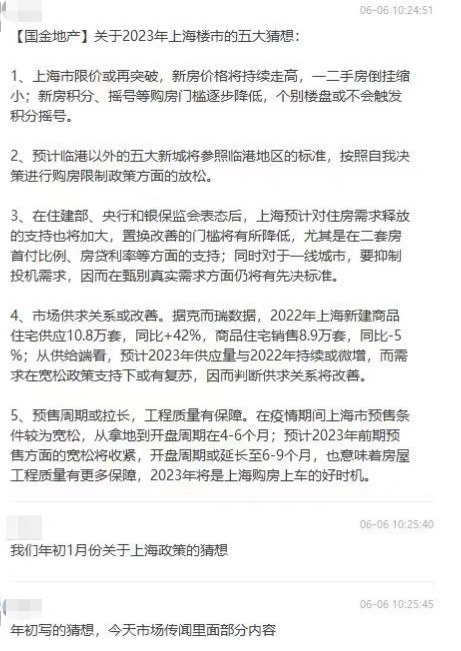 06-06 10:24:51
【国金地产】关于2023年上海楼市的五大猜想：
1、上海市限价或再突破，新房价格将持续走高，一二手房倒挂缩
小；新房积分、摇号等购房门槛逐步降低，个别楼盘或不会触发
积分摇号。
2、预计临港以外的五大新城将参照临港地区的标准，按照自我决
策进行购房限制政策方面的放松。
3、在住建部、央行和银保监会表态后，上海预计对住房需求释放
的支持也将加大，置换改善的门槛将有所降低，尤其是在二套房
首付比例、房贷利率等方面的支持；同时对于一线城市，要抑制
投机需求，因而在甄别真实需求方面仍将有先决标准。
4、市场供求关系或改善。据克而瑞数据，2022年上海新建商品
住宅供应10.8万套，同比+42%，商品住宅销售8.9万套，同比-5
%；从供给端看，预计2023年供应量与2022年持续或微增，而需
求在宽松政策支持下或有复苏，因而判断供求关系将改善。
5、预售周期或拉长，工程质量有保障。在疫情期间上海市预售条
件较为宽松，从拿地到开盘周期在4-6个月；预计2023年前期预
售方面的宽松将收紧，开盘周期或延长至6-9个月，也意味着房屋
工程质量有更多保障，2023年将是上海购房上车的好时机。
06-06 10:25:40
我们年初1月份关于上海政策的猜想
06-06 10:25:45
年初写的猜想，今天市场传闻里面部分内容